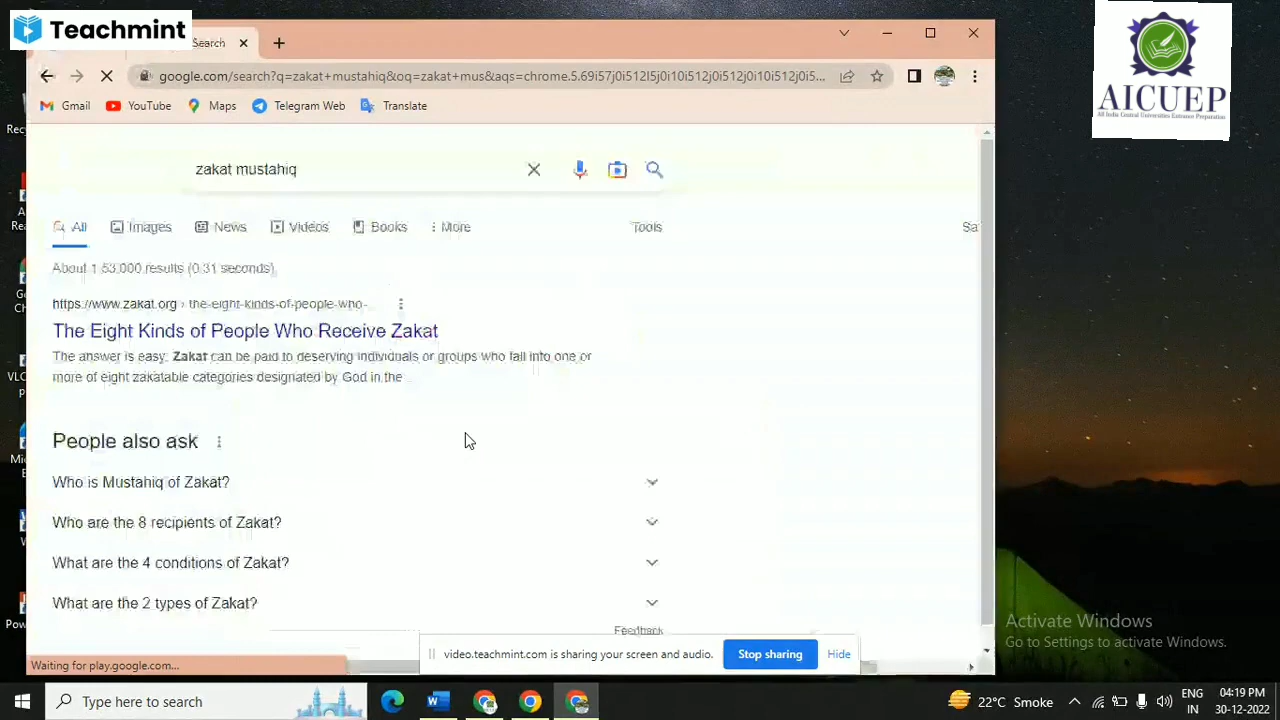 Teachmint
Search
AICUEP
All India Central Universities Entrance Preparation
google.com/search?q=zakat+mustahiq&oq=zakat+mus&aqs=chrome.5.69i57j0i512l5j0i10i512j0i512j0i10i512j0i5...
Gmail YouTube Maps Telegram Web Translate
zakat mustahiq
All Images News Videos Books More Tools
About 1,53,000 results (0.31 seconds)
https://www.zakat.org › the-eight-kinds-of-people-who-
The Eight Kinds of People Who Receive Zakat
The answer is easy: Zakat can be paid to deserving individuals or groups who fall into one or
more of eight zakatable categories designated by God in the
People also ask
Who is Mustahiq of Zakat?
Who are the 8 recipients of Zakat?
What are the 4 conditions of Zakat?
What are the 2 types of Zakat?
Feedback
Activate Windows
Go to Settings to activate Windows.
video.teachmint.com is sharing your screen and audio. Stop sharing Hide
Waiting for play.google.com...
Type here to search
22°C Smoke
ENG
IN
04:19 PM
30-12-2022